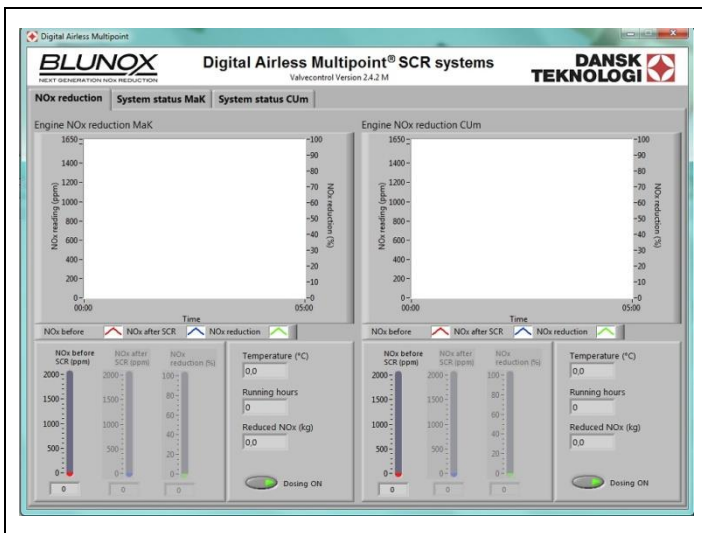 Digital Airless Multipoint
BLUNOX
NEXT GENERATION NOx REDUCTION
Digital Airless Multipoint® SCR systems
Valvecontrol Version 2.4.2 M
DANSK
TEKNOLOGI
NOx reduction System status MaK System status CUm
Engine NOx reduction MaK
1650
1400
1200
1000
800
600
400
200
0
NOx reading (ppm)
100
90
80
70
60
50
40
30
20
10
0
NOx reduction (%)
00:00 05:00
Time
NOx before NOx after SCR NOx reduction
Engine NOx reduction CUm
1650
1400
1200
1000
800
600
400
200
0
NOx reading (ppm)
100
90
80
70
60
50
40
30
20
10
0
NOx reduction (%)
00:00 05:00
Time
NOx before NOx after SCR NOx reduction
NOx before
SCR (ppm)
2000
1500
1000
500
0
0
NOx after
SCR (ppm)
2000
1500
1000
500
0
0
NOx
reduction (%)
100
80
60
40
20
0
0
Temperature (°C)
0,0
Running hours
0
Reduced NOx (kg)
0,0
Dosing ON
NOx before
SCR (ppm)
2000
1500
1000
500
0
0
NOx after
SCR (ppm)
2000
1500
1000
500
0
0
NOx
reduction (%)
100
80
60
40
20
0
0
Temperature (°C)
0,0
Running hours
0
Reduced NOx (kg)
0,0
Dosing ON